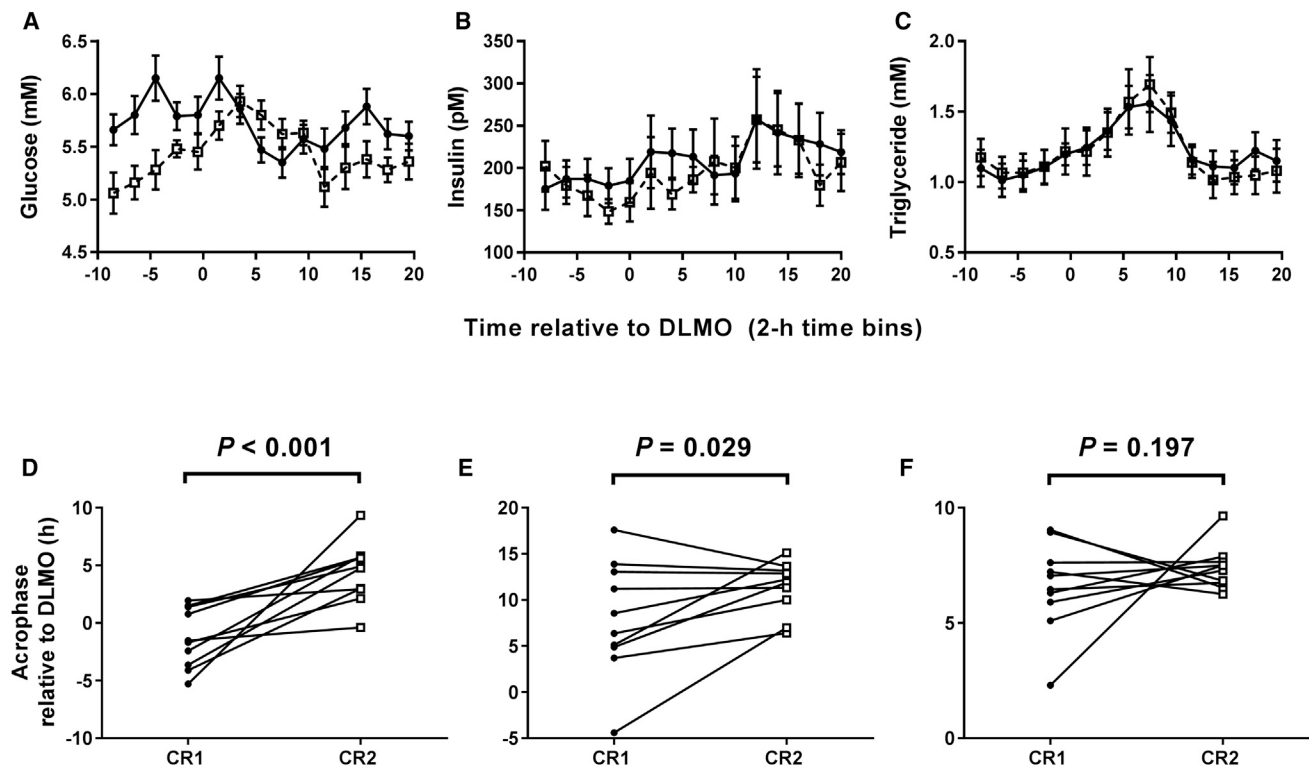 A
B
C
Glucose (mM)
6.5
6.0
5.5
5.0
4.5
-10 -5 0 5 10 15 20
Insulin (pM)
350
300
250
200
150
100
-10 -5 0 5 10 15 20
Triglyceride (mM)
2.0
1.5
1.0
0.5
-10 -5 0 5 10 15 20
Time relative to DLMO (2-h time bins)
D
P < 0.001
E
P = 0.029
F
P = 0.197
Acrophase
relative to DLMO (h)
10
5
0
-5
-10
CR1 CR2
20
15
10
5
0
-5
CR1 CR2
10
5
0
CR1 CR2